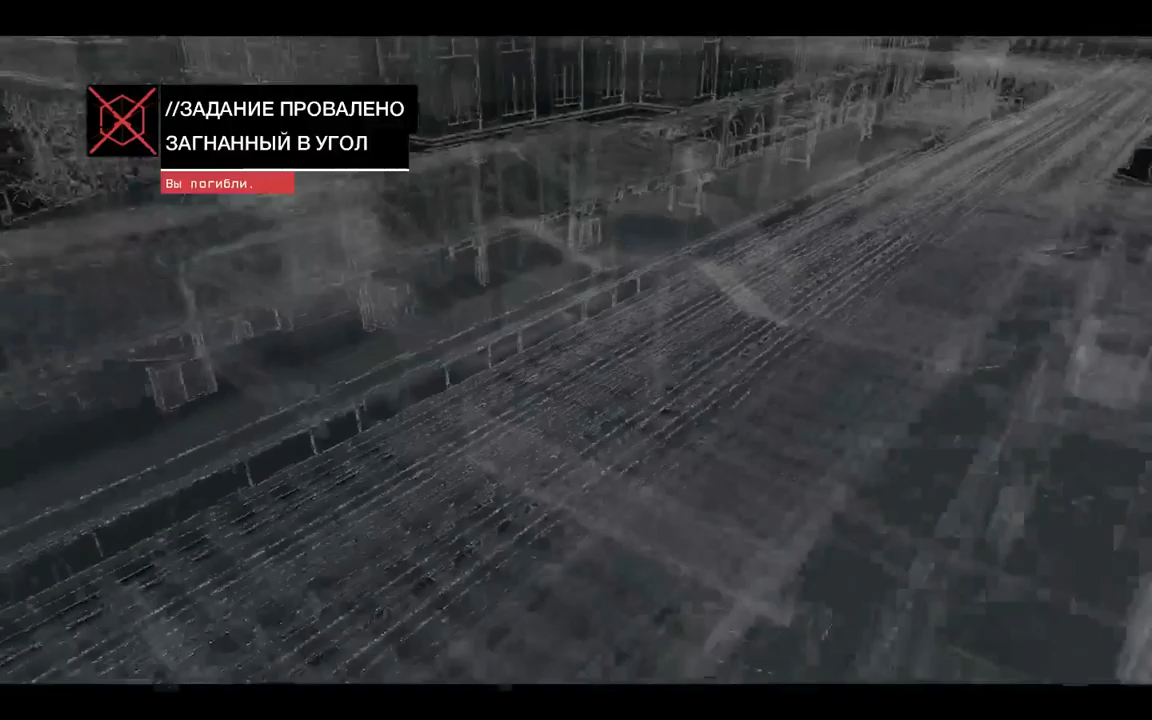 //ЗАДАНИЕ ПРОВАЛЕНО
ЗАГНАННЫЙ В УГОЛ
Вы погибли.